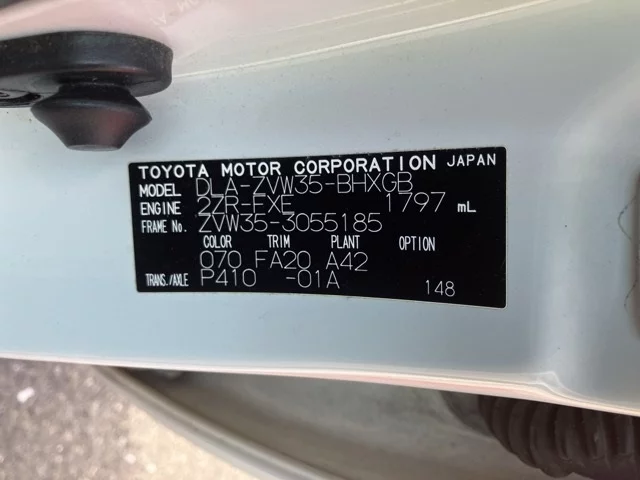 TOYOTA MOTOR CORPORATION JAPAN
MODEL DLA-ZVW35-BHXGB
ENGINE 2ZR-FXE 1797 mL
FRAME No. ZVW35-3055185
COLOR TRIM PLANT OPTION
070 FA20 A42
TRANS./AXLE P410 -01A 148